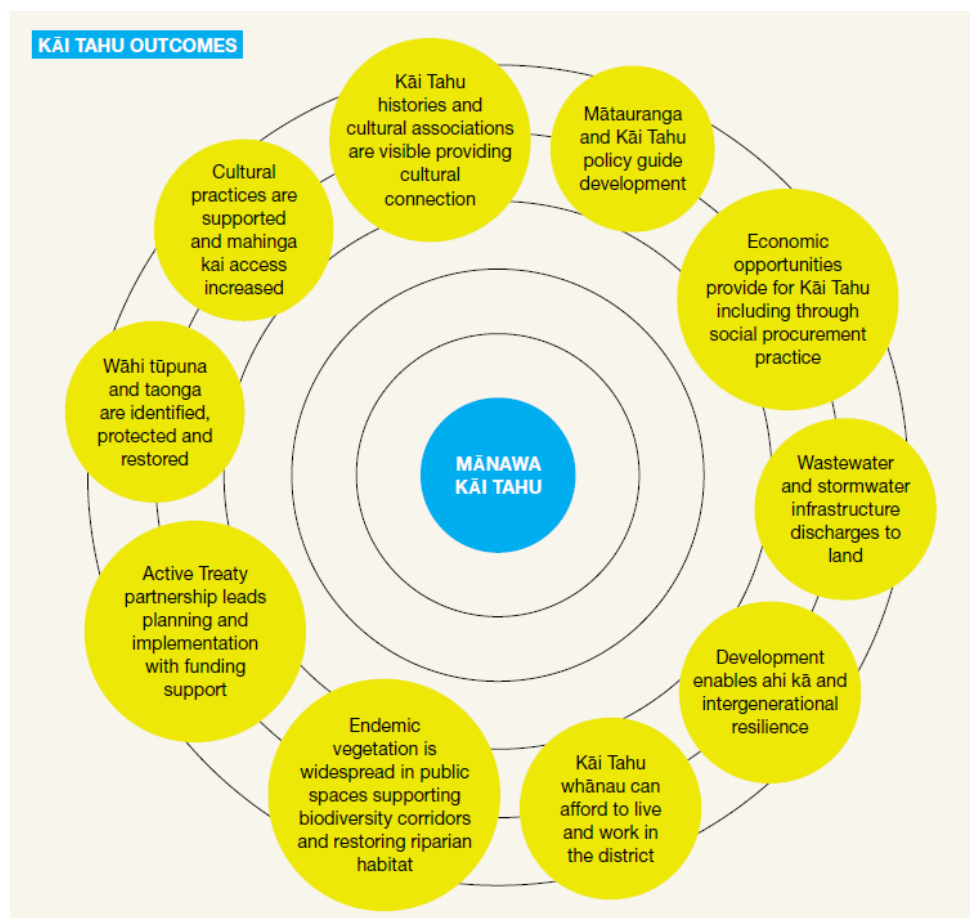 KĀI TAHU OUTCOMES
Kāi Tahu
histories and
cultural associations
are visible providing
cultural
connection
Mātauranga
and Kāi Tahu
policy guide
development
Economic
opportunities
provide for Kāi Tahu
including through
social procurement
practice
Wastewater
and stormwater
infrastructure
discharges to
land
Development
enables ahi kā and
intergenerational
resilience
Kāi Tahu
whānau can
afford to live
and work in
the district
Endemic
vegetation is
widespread in public
spaces supporting
biodiversity corridors
and restoring riparian
habitat
Active Treaty
partnership leads
planning and
implementation
with funding
support
Wāhi tūpuna
and taonga
are identified,
protected and
restored
Cultural
practices are
supported
and mahinga
kai access
increased
MĀNAWA
KĀI TAHU